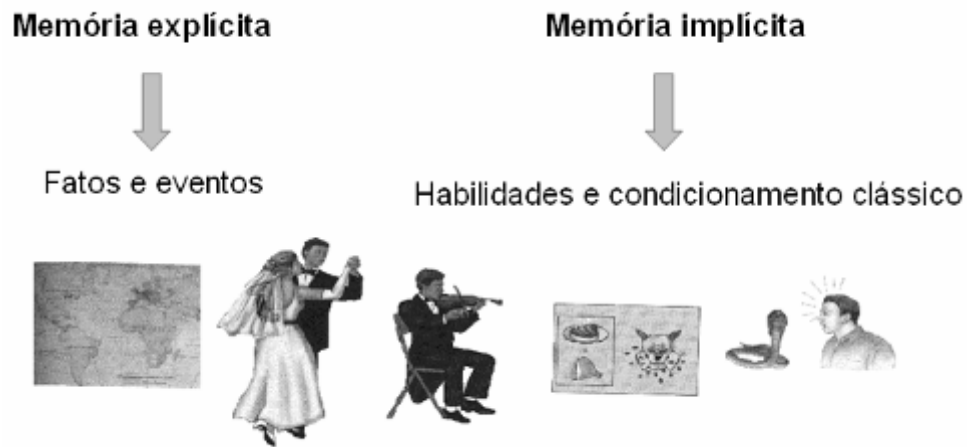 Memória explícita
Memória implícita
Fatos e eventos
Habilidades e condicionamento clássico